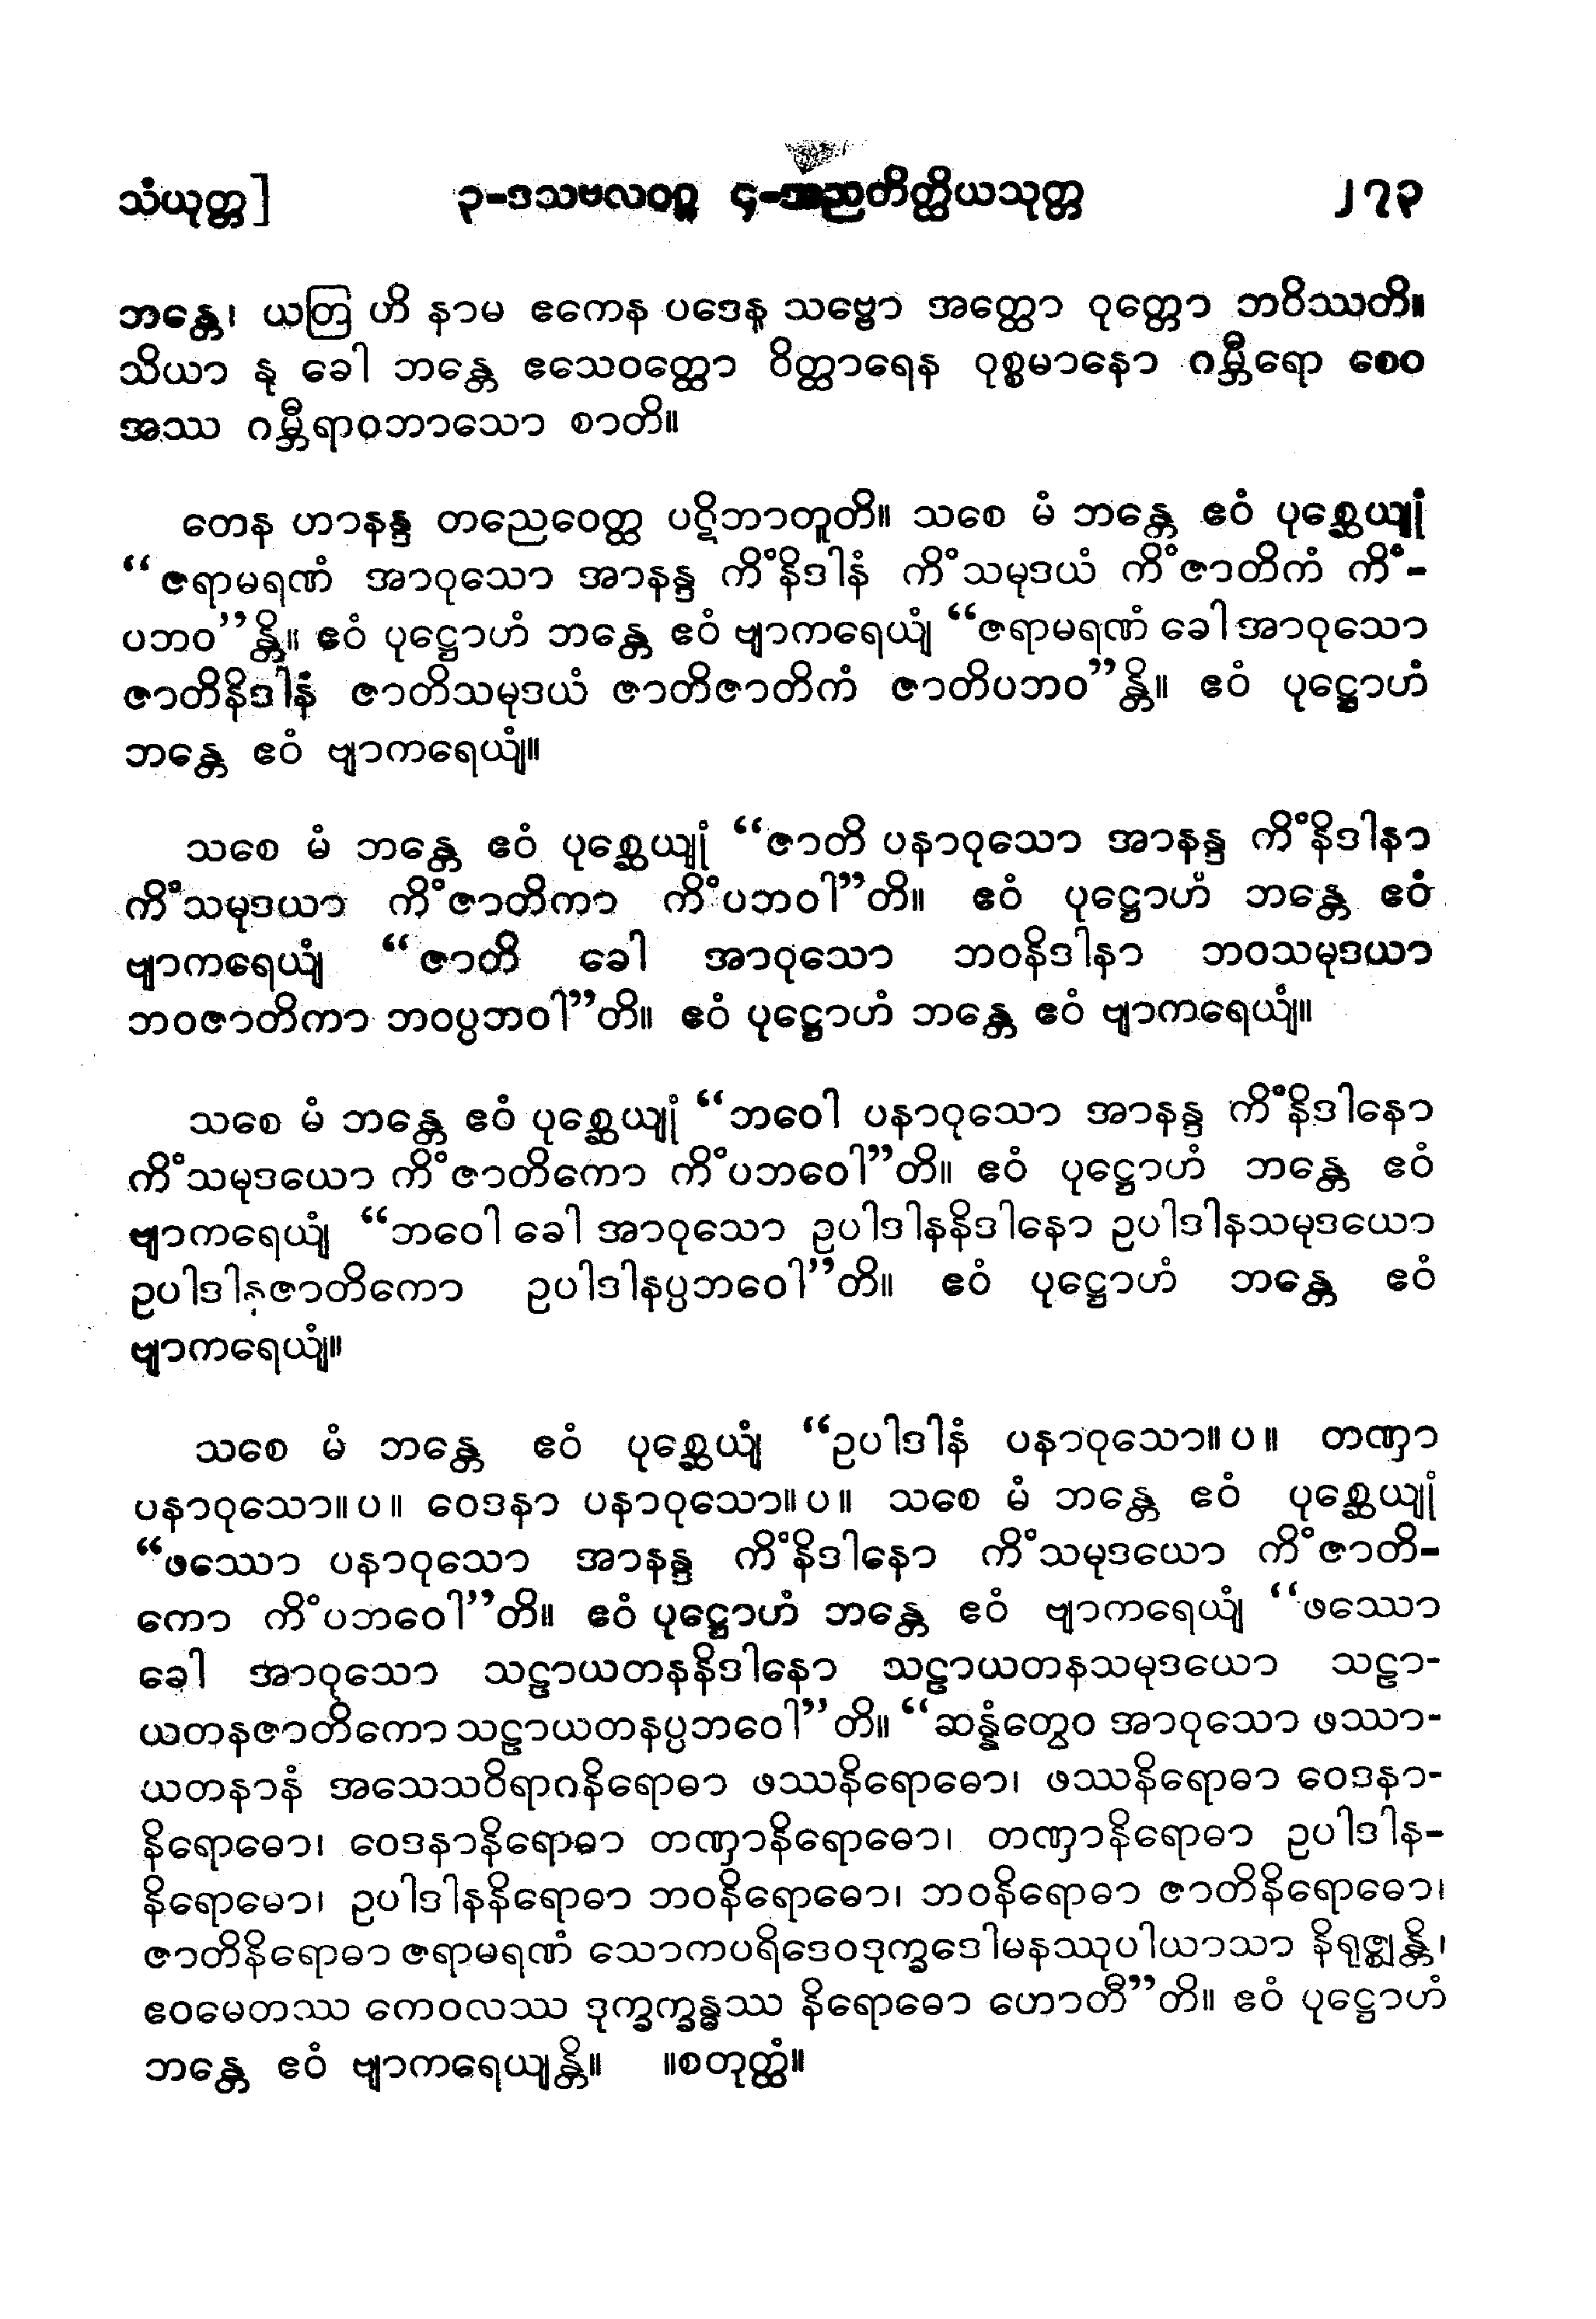 သံယုတ္တ]   ၃-ဒသဗလဝဂ္ဂ ၄-အညတိတ္ထိယသုတ္တ   ၂၇၃
ဘန္တေ၊ ယတြ ဟိ နာမ ဧကေန ပဒေန သဗ္ဗော အတ္ထော ဝုတ္တော ဘဝိဿတိ။
သိယာ နု ခေါ ဘန္တေ ဧသေဝတ္ထော ဝိတ္ထာရေန ဝုစ္စမာနော ဂမ္ဘီရော စေဝ
အဿ ဂမ္ဘီရာဝဘာသော စာတိ။
တေန ဟာနန္ဒ တညေဝေတ္ထ ပဋိဘာတူတိ။ သစေ မံ ဘန္တေ ဧဝံ ပုစ္ဆေယျုံ
“ဇရာမရဏံ အာဝုသော အာနန္ဒ ကိံနိဒါနံ ကိံသမုဒယံ ကိံဇာတိကံ ကိံ-
ပဘဝ”န္တိ။ ဧဝံ ပုဋ္ဌောဟံ ဘန္တေ ဧဝံ ဗျာကရေယျံ “ဇရာမရဏံ ခေါ အာဝုသော
ဇာတိနိဒါနံ ဇာတိသမုဒယံ ဇာတိဇာတိကံ ဇာတိပဘဝ”န္တိ။ ဧဝံ ပုဋ္ဌောဟံ
ဘန္တေ ဧဝံ ဗျာကရေယျံ။
သစေ မံ ဘန္တေ ဧဝံ ပုစ္ဆေယျုံ “ဇာတိ ပနာဝုသော အာနန္ဒ ကိံနိဒါနာ
ကိံသမုဒယာ ကိံဇာတိကာ ကိံပဘဝါ”တိ။ ဧဝံ ပုဋ္ဌောဟံ ဘန္တေ ဧဝံ
ဗျာကရေယျံ “ဇာတိ ခေါ အာဝုသော ဘဝနိဒါနာ ဘဝသမုဒယာ
ဘဝဇာတိကာ ဘဝပ္ပဘဝါ”တိ။ ဧဝံ ပုဋ္ဌောဟံ ဘန္တေ ဧဝံ ဗျာကရေယျံ။
သစေ မံ ဘန္တေ ဧဝံ ပုစ္ဆေယျုံ “ဘဝေါ ပနာဝုသော အာနန္ဒ ကိံနိဒါနော
ကိံသမုဒယော ကိံဇာတိကော ကိံပဘဝေါ”တိ။ ဧဝံ ပုဋ္ဌောဟံ ဘန္တေ ဧဝံ
ဗျာကရေယျံ “ဘဝေါ ခေါ အာဝုသော ဥပါဒါနနိဒါနော ဥပါဒါနသမုဒယော
ဥပါဒါနဇာတိကော ဥပါဒါနပ္ပဘဝေါ”တိ။ ဧဝံ ပုဋ္ဌောဟံ ဘန္တေ ဧဝံ
ဗျာကရေယျံ။
သစေ မံ ဘန္တေ ဧဝံ ပုစ္ဆေယျံ “ဥပါဒါနံ ပနာဝုသော။ပ။ တဏှာ
ပနာဝုသော။ပ။ ဝေဒနာ ပနာဝုသော။ပ။ သစေ မံ ဘန္တေ ဧဝံ ပုစ္ဆေယျုံ
“ဖဿော ပနာဝုသော အာနန္ဒ ကိံနိဒါနော ကိံသမုဒယော ကိံဇာတိ-
ကော ကိံပဘဝေါ”တိ။ ဧဝံ ပုဋ္ဌောဟံ ဘန္တေ ဧဝံ ဗျာကရေယျံ “ဖဿော
ခေါ အာဝုသော သဠာယတနနိဒါနော သဠာယတနသမုဒယော သဠာ-
ယတနဇာတိကော သဠာယတနပ္ပဘဝေါ”တိ။ “ဆန္နံတွေဝ အာဝုသော ဖဿာ-
ယတနာနံ အသေသဝိရာဂနိရောဓာ ဖဿနိရောဓော၊ ဖဿနိရောဓာ ဝေဒနာ-
နိရောဓော၊ ဝေဒနာနိရောဓာ တဏှာနိရောဓော၊ တဏှာနိရောဓာ ဥပါဒါန-
နိရောမော၊ ဥပါဒါနနိရောဓာ ဘဝနိရောဓော၊ ဘဝနိရောဓာ ဇာတိနိရောဓော၊
ဇာတိနိရောဓာ ဇရာမရဏံ သောကပရိဒေဝဒုက္ခဒေါမနဿုပါယာသာ နိရုဇ္ဈန္တိ၊
ဧဝမေတဿ ကေဝလဿ ဒုက္ခက္ခန္ဓဿ နိရောဓော ဟောတီ”တိ။ ဧဝံ ပုဋ္ဌောဟံ
ဘန္တေ ဧဝံ ဗျာကရေယျန္တိ။   ။စတုတ္ထံ။